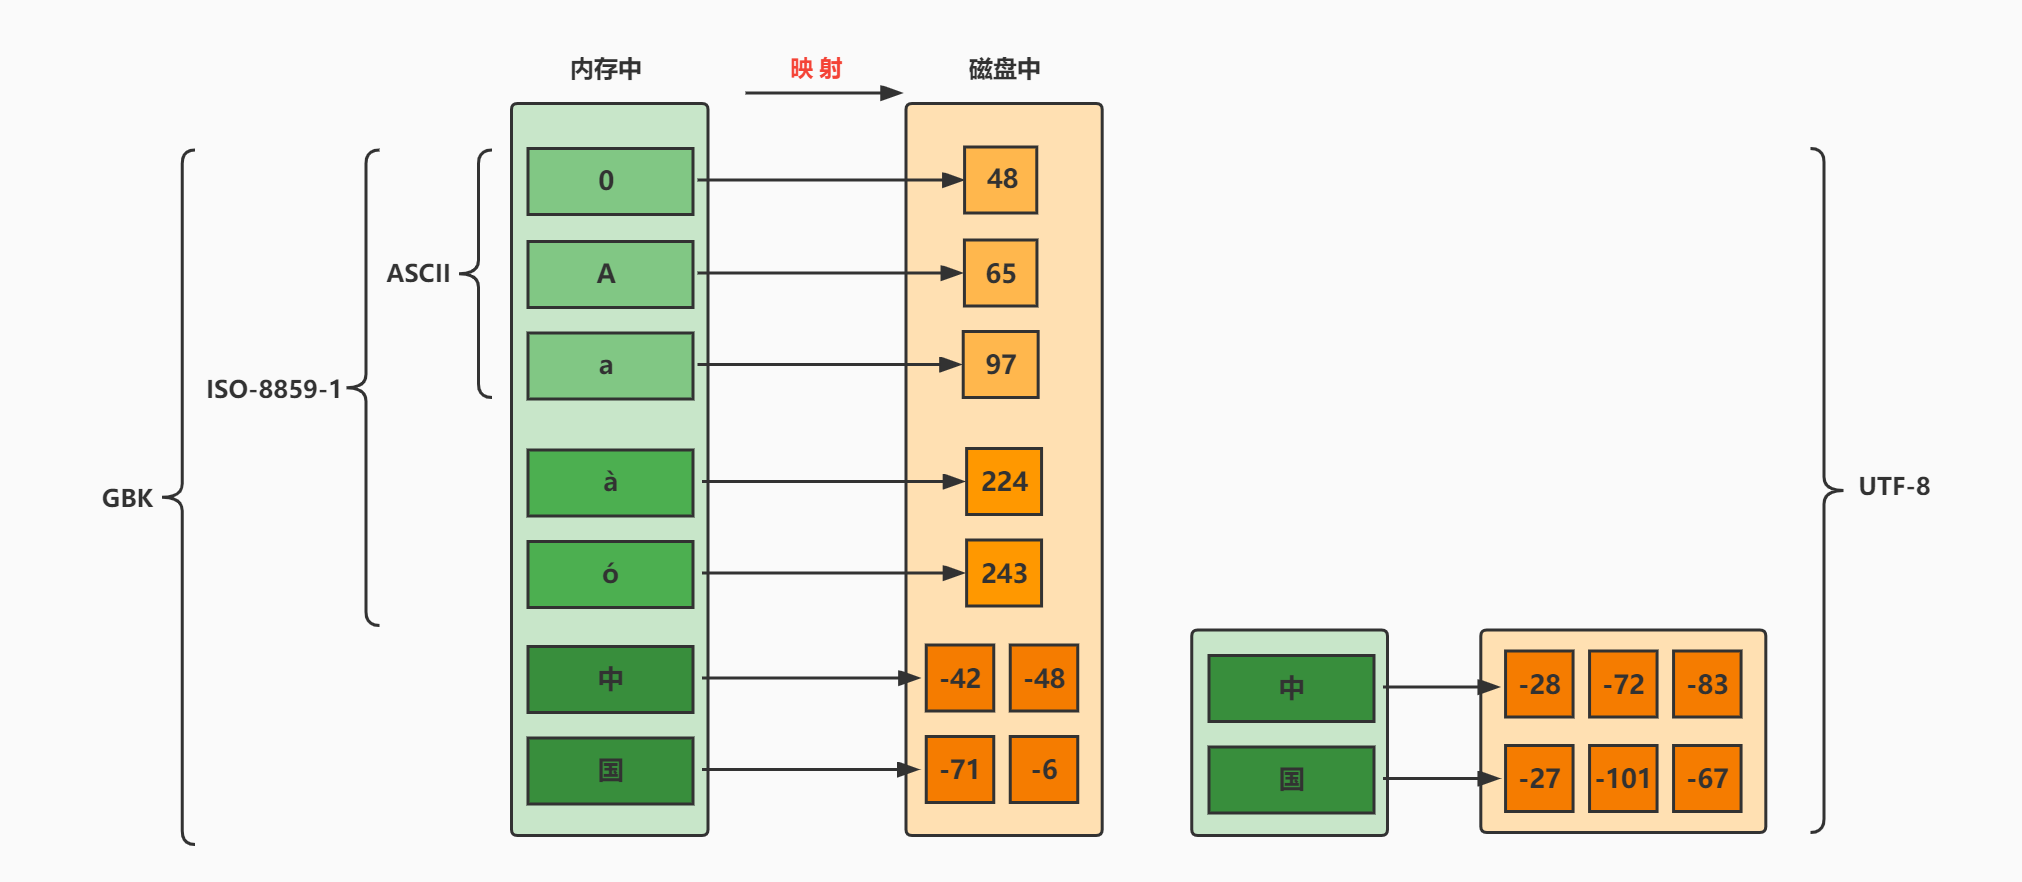 内存中
映 射
磁盘中
0
48
A
65
ASCII
a
97
ISO-8859-1
à
224
GBK
UTF-8
ó
243
中
-42 -48
中
-28 -72 -83
国
-71 -6
国
-27 -101 -67